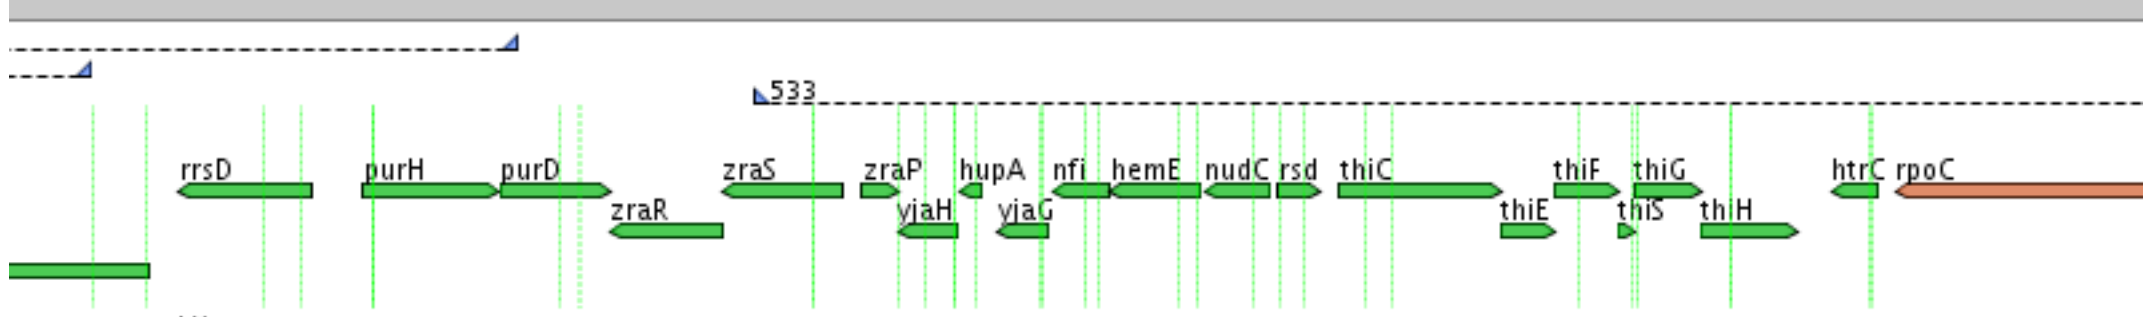 533
rrsD purH purD zraS zraP hupA nfi hemE nudC rsd thiC thiF thiG htrC rpoC
zraR yjaH yjaG thiE thiS thiH